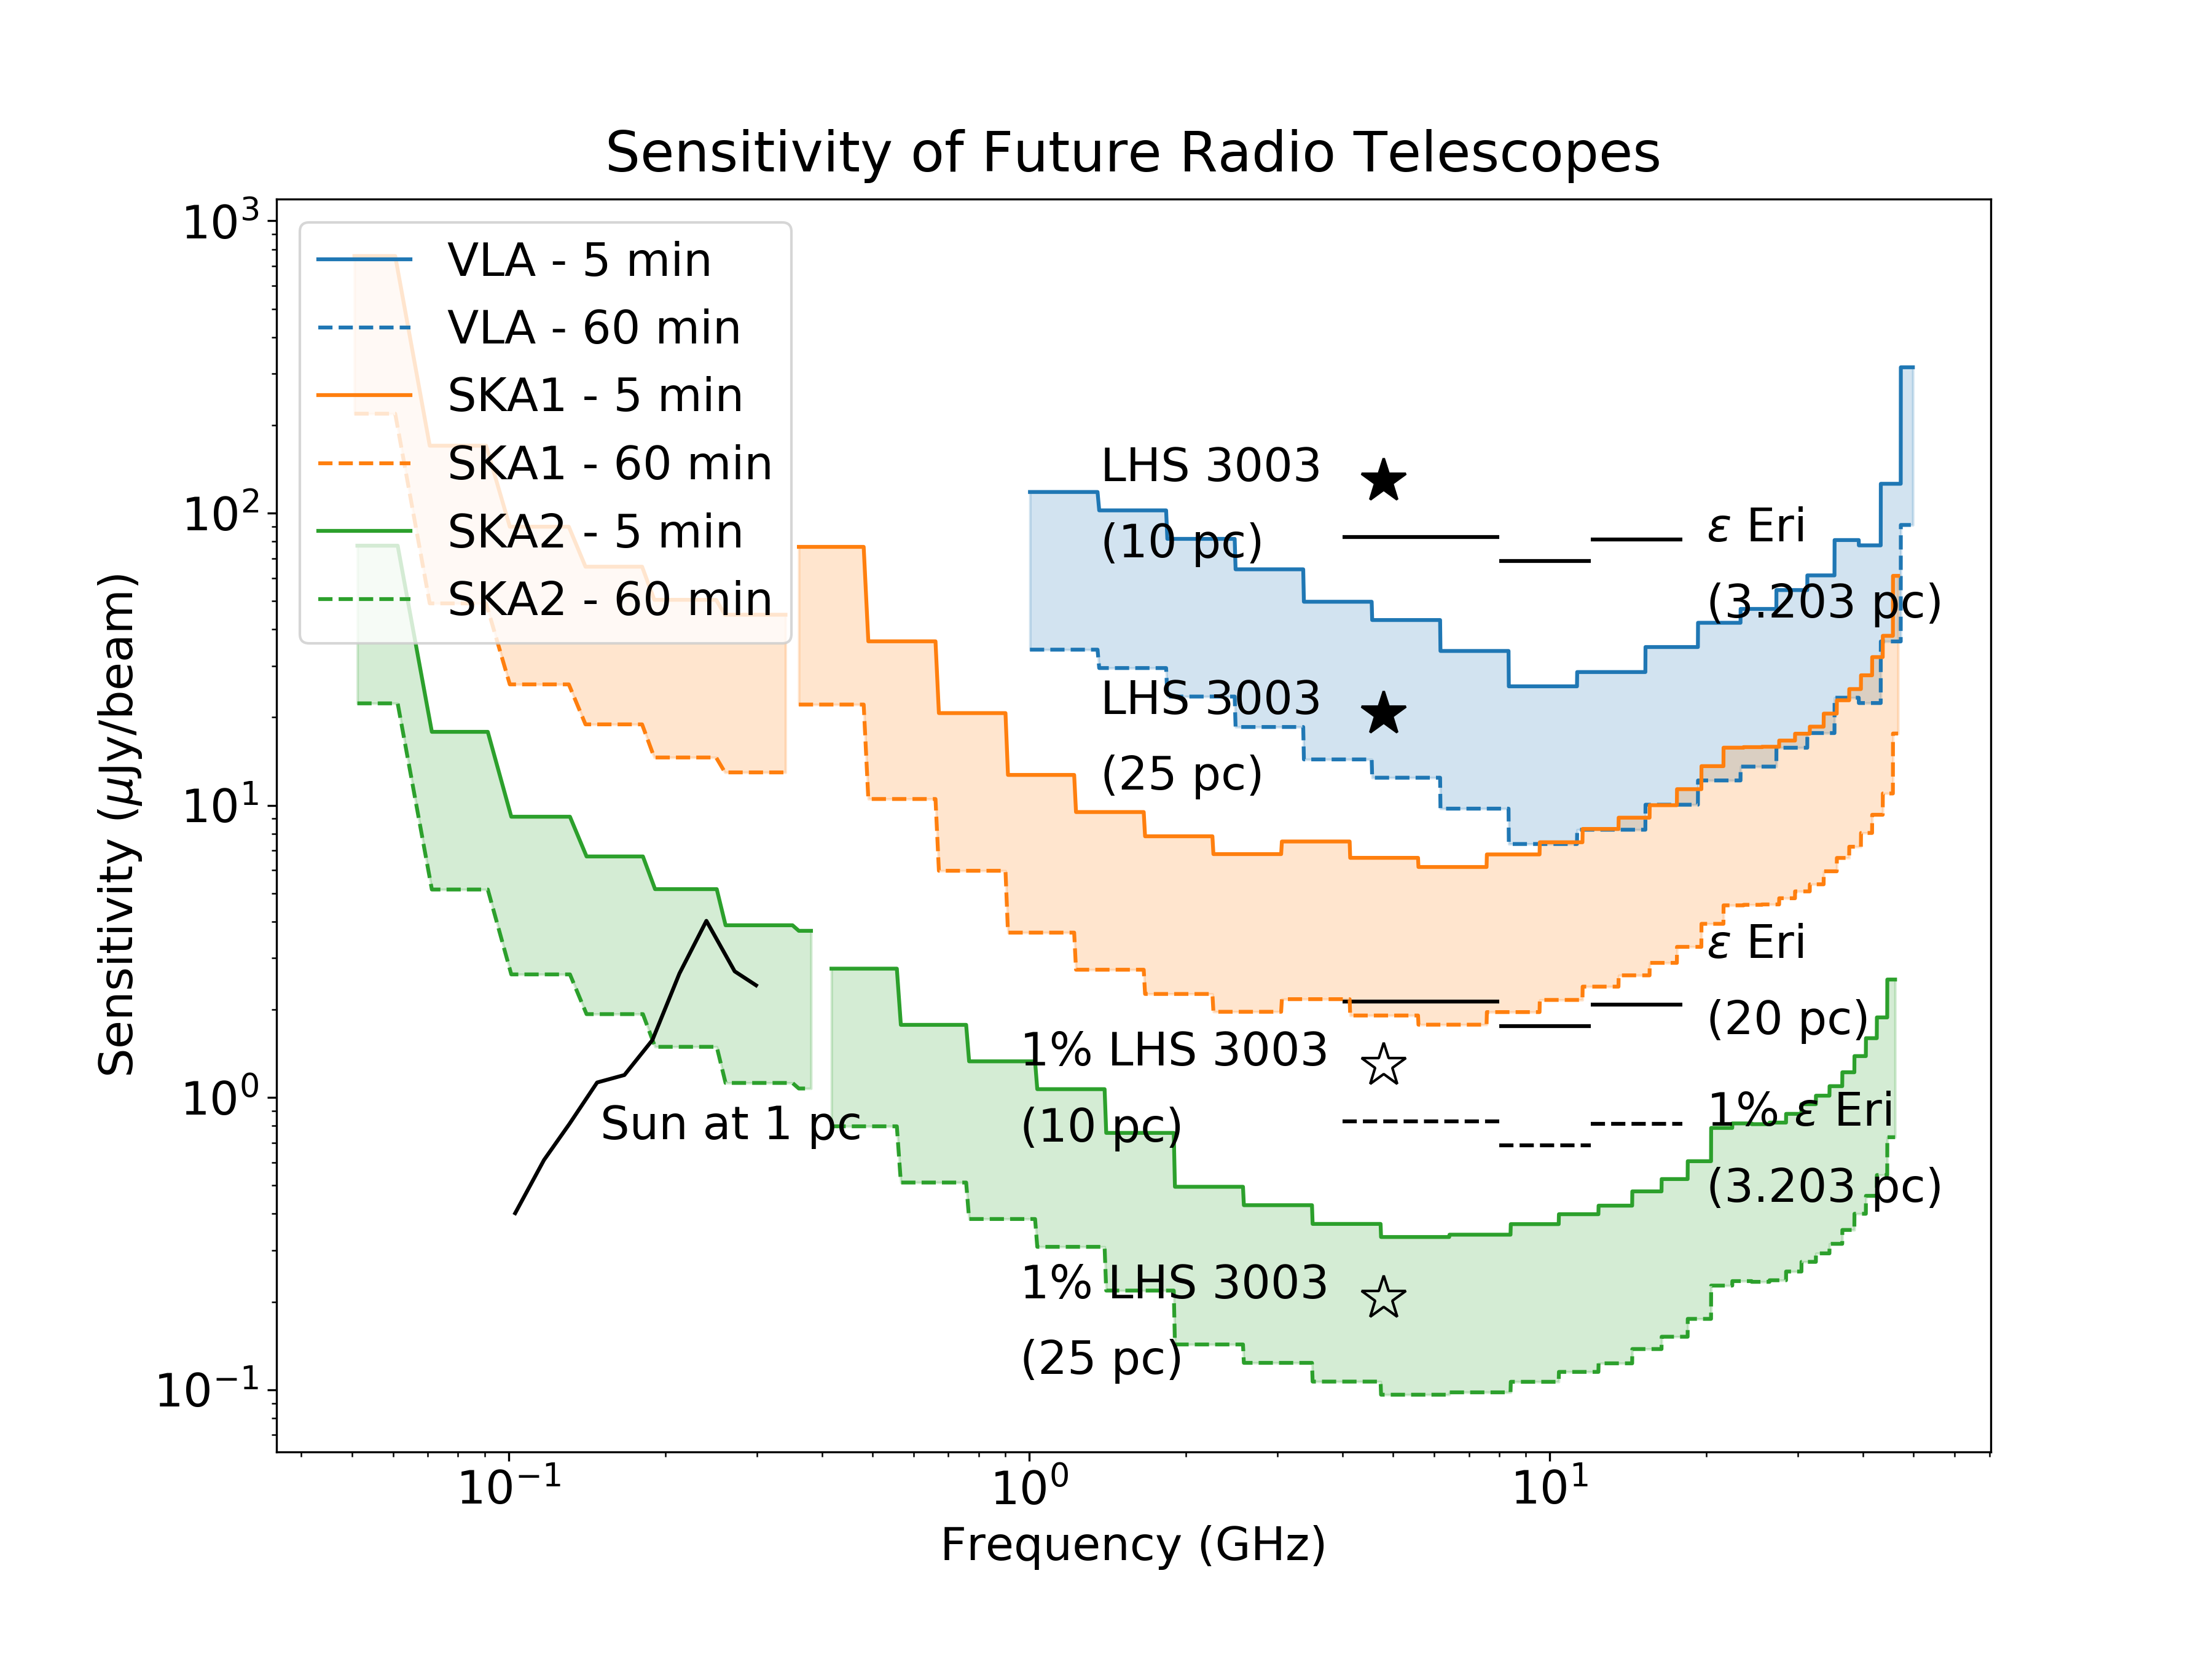 Sensitivity of Future Radio Telescopes
10³
10²
10¹
10⁰
10⁻¹
Sensitivity (μJy/beam)
VLA - 5 min
VLA - 60 min
SKA1 - 5 min
SKA1 - 60 min
SKA2 - 5 min
SKA2 - 60 min
LHS 3003
(10 pc)
ε Eri
(3.203 pc)
LHS 3003
(25 pc)
ε Eri
(20 pc)
1% LHS 3003
(10 pc)
Sun at 1 pc
1% ε Eri
(3.203 pc)
1% LHS 3003
(25 pc)
10⁻¹
10⁰
10¹
Frequency (GHz)